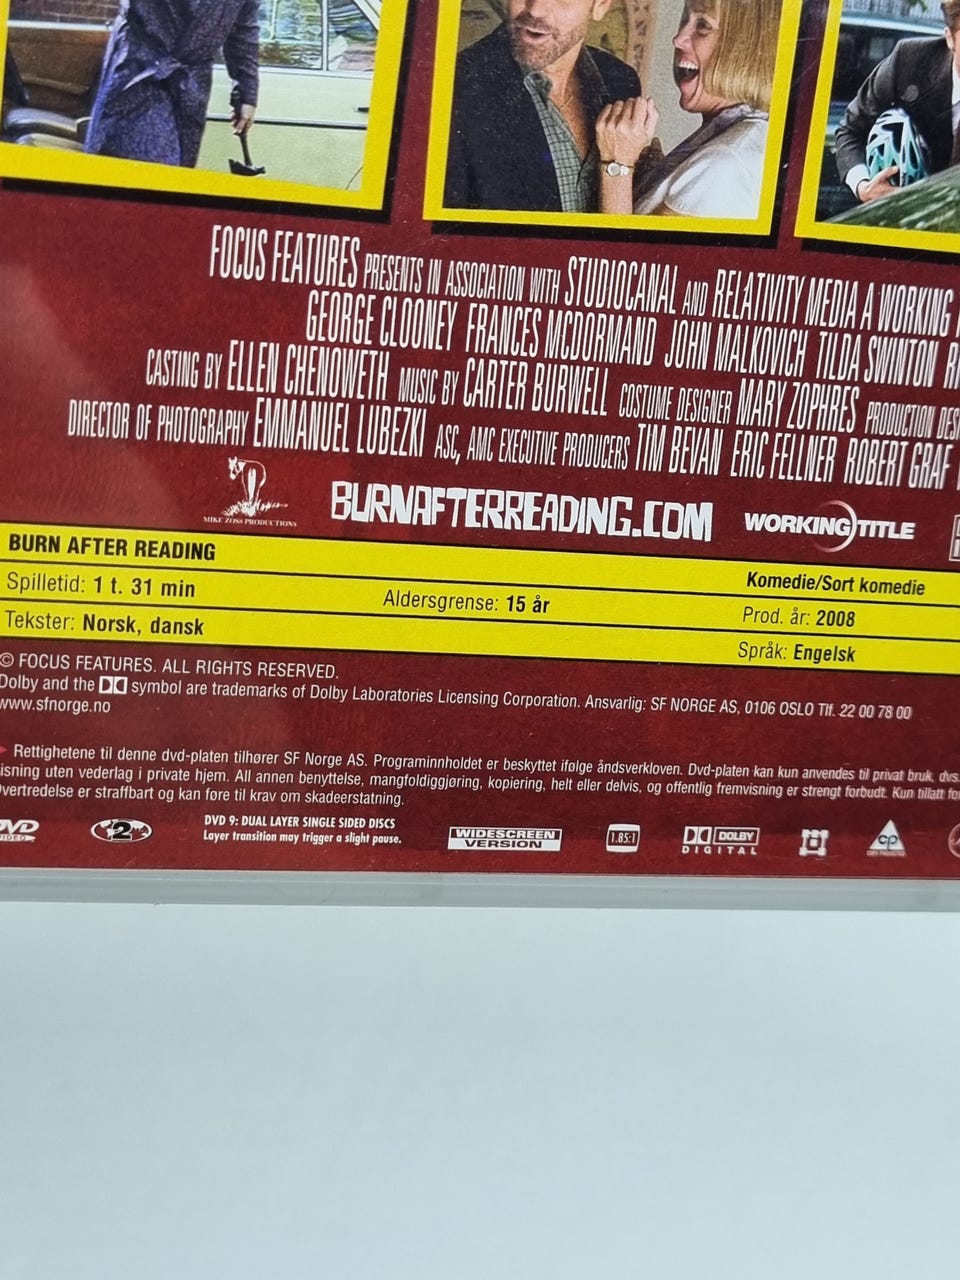 FOCUS FEATURES PRESENTS IN ASSOCIATION WITH STUDIOCANAL AND RELATIVITY MEDIA A WORKING
GEORGE CLOONEY FRANCES MCDORMAND JOHN MALKOVICH TILDA SWINTON
CASTING BY ELLEN CHENOWETH MUSIC BY CARTER BURWELL COSTUME DESIGNER MARY ZOPHRES PRODUCTION
DIRECTOR OF PHOTOGRAPHY EMMANUEL LUBEZKI ASC, AMC EXECUTIVE PRODUCERS TIM BEVAN ERIC FELLNER ROBERT GRAF
MIKE ZOSS PRODUCTIONS BURNAFTERREADING.COM WORKING TITLE
BURN AFTER READING Komedie/Sort komedie
Spilletid: 1 t. 31 min Aldersgrense: 15 år Prod. år: 2008
Tekster: Norsk, dansk Språk: Engelsk
© FOCUS FEATURES. ALL RIGHTS RESERVED.
Dolby and the symbol are trademarks of Dolby Laboratories Licensing Corporation. Ansvarlig: SF NORGE AS, 0106 OSLO Tlf. 22 00 78 00
www.sfnorge.no
Rettighetene til denne dvd-platen tilhører SF Norge AS. Programinnholdet er beskyttet ifølge åndsverkloven. Dvd-platen kan kun anvendes til privat bruk, dvs.
isning uten vederlag i private hjem. All annen benyttelse, mangfoldiggjøring, kopiering, helt eller delvis, og offentlig fremvisning er strengt forbudt. Kun tillatt
Overtredelse er straffbart og kan føre til krav om skadeerstatning.
DVD VIDEO 2 DVD 9: DUAL LAYER SINGLE SIDED DISCS
Layer transition may trigger a slight pause.
WIDESCREEN VERSION 1.85:1 DOLBY DIGITAL CP